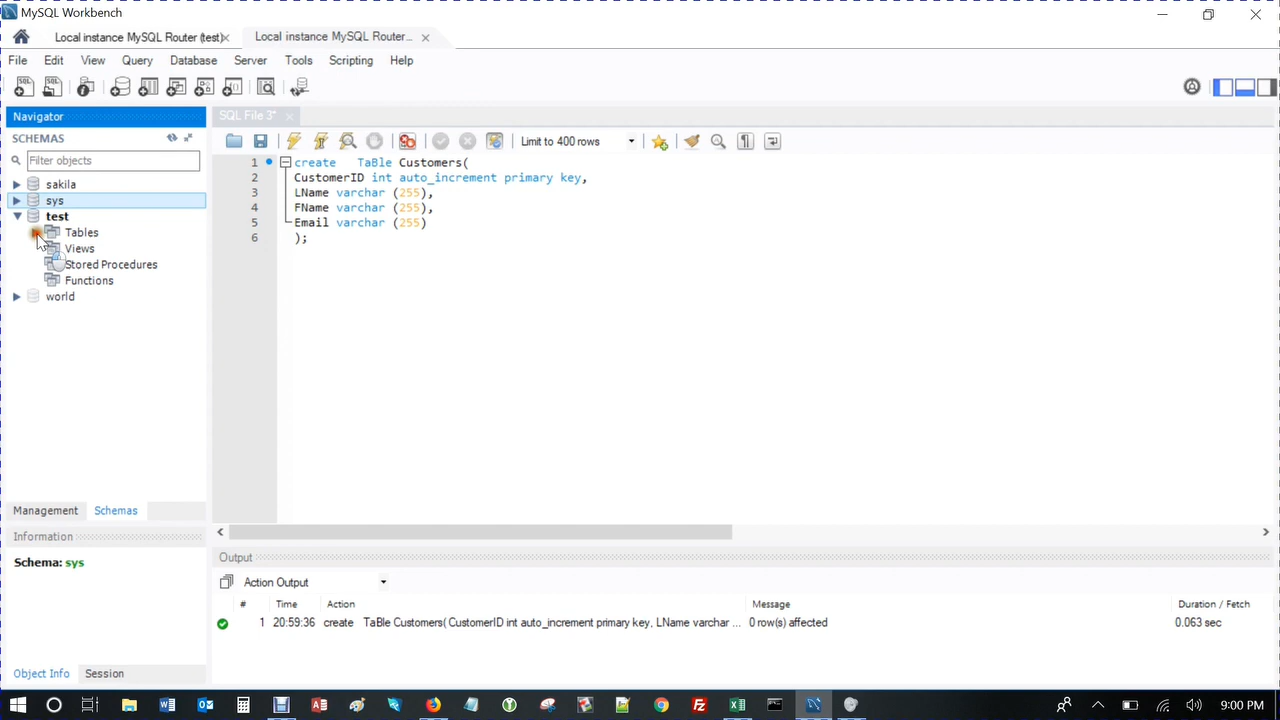 MySQL Workbench
Local instance MySQL Router (test)
Local instance MySQL Router...
File Edit View Query Database Server Tools Scripting Help
Navigator
SCHEMAS
Filter objects
sakila
sys
test
Tables
Views
Stored Procedures
Functions
world
Management Schemas
Information
Schema: sys
Object Info Session
SQL File 3*
Limit to 400 rows
1 create TaBle Customers(
2 CustomerID int auto_increment primary key,
3 LName varchar (255),
4 FName varchar (255),
5 Email varchar (255)
6 );
Output
Action Output
# Time Action Message Duration / Fetch
1 20:59:36 create TaBle Customers( CustomerID int auto_increment primary key, LName varchar ... 0 row(s) affected 0.063 sec
9:00 PM